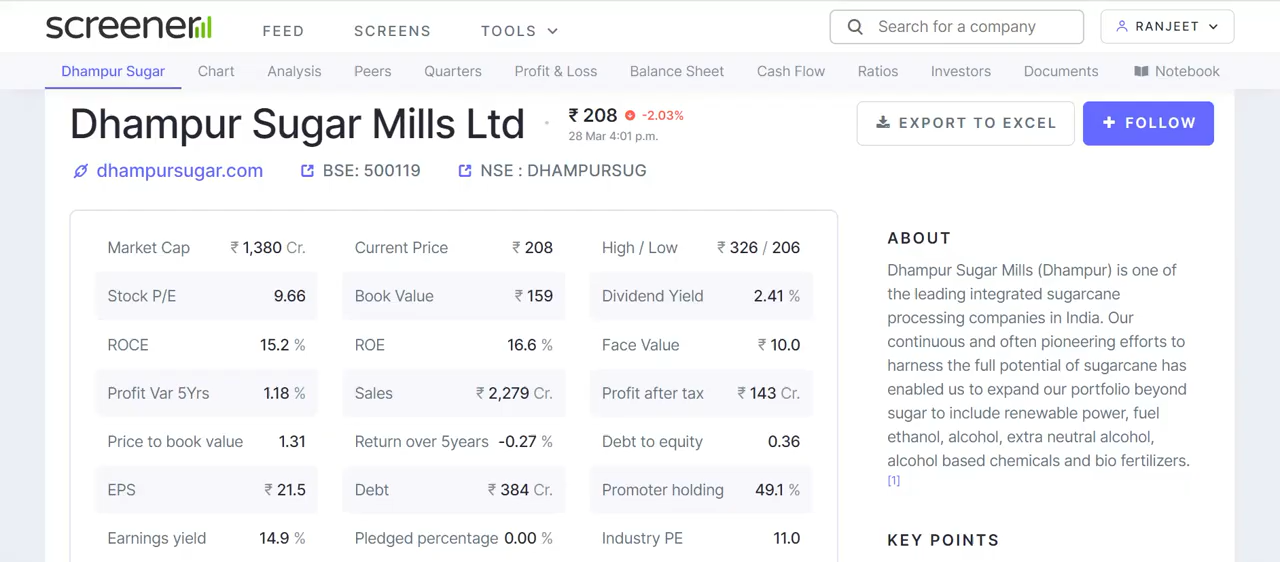 screener
FEED SCREENS TOOLS
Search for a company
RANJEET
Dhampur Sugar Chart Analysis Peers Quarters Profit & Loss Balance Sheet Cash Flow Ratios Investors Documents Notebook
Dhampur Sugar Mills Ltd
₹ 208 -2.03%
28 Mar 4:01 p.m.
EXPORT TO EXCEL
+ FOLLOW
dhampursugar.com BSE: 500119 NSE : DHAMPURSUG
Market Cap ₹ 1,380 Cr. Current Price ₹ 208 High / Low ₹ 326 / 206
Stock P/E 9.66 Book Value ₹ 159 Dividend Yield 2.41 %
ROCE 15.2 % ROE 16.6 % Face Value ₹ 10.0
Profit Var 5Yrs 1.18 % Sales ₹ 2,279 Cr. Profit after tax ₹ 143 Cr.
Price to book value 1.31 Return over 5years -0.27 % Debt to equity 0.36
EPS ₹ 21.5 Debt ₹ 384 Cr. Promoter holding 49.1 %
Earnings yield 14.9 % Pledged percentage 0.00 % Industry PE 11.0
ABOUT
Dhampur Sugar Mills (Dhampur) is one of
the leading integrated sugarcane
processing companies in India. Our
continuous and often pioneering efforts to
harness the full potential of sugarcane has
enabled us to expand our portfolio beyond
sugar to include renewable power, fuel
ethanol, alcohol, extra neutral alcohol,
alcohol based chemicals and bio fertilizers.
[1]
KEY POINTS